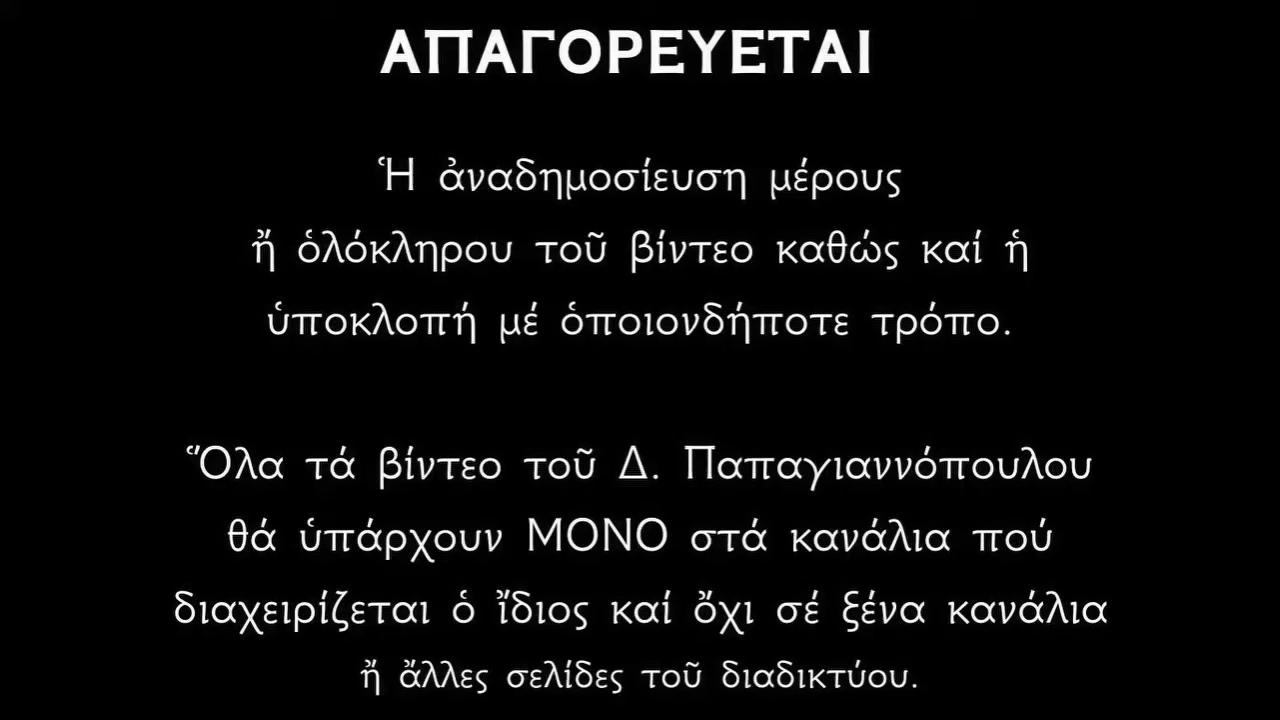 ΑΠΑΓΟΡΕΥΕΤΑΙ
Ἡ ἀναδημοσίευση μέρους
ἤ ὁλόκληρου τοῦ βίντεο καθώς καί ἡ
ὑποκλοπή μέ ὁποιονδήποτε τρόπο.
Ὅλα τά βίντεο τοῦ Δ. Παπαγιαννόπουλου
θά ὑπάρχουν ΜΟΝΟ στά κανάλια πού
διαχειρίζεται ὁ ἴδιος καί ὄχι σέ ξένα κανάλια
ἤ ἄλλες σελίδες τοῦ διαδικτύου.